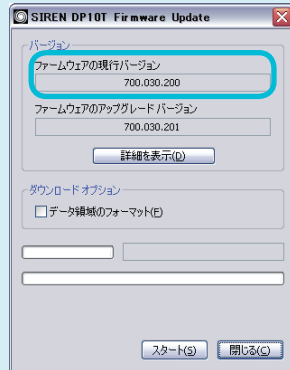 SIREN DP10T Firmware Update
バージョン
ファームウェアの現行バージョン
700.030.200
ファームウェアのアップグレード バージョン
700.030.201
詳細を表示(D)
ダウンロード オプション
データ領域のフォーマット(F)
スタート(S)
閉じる(C)